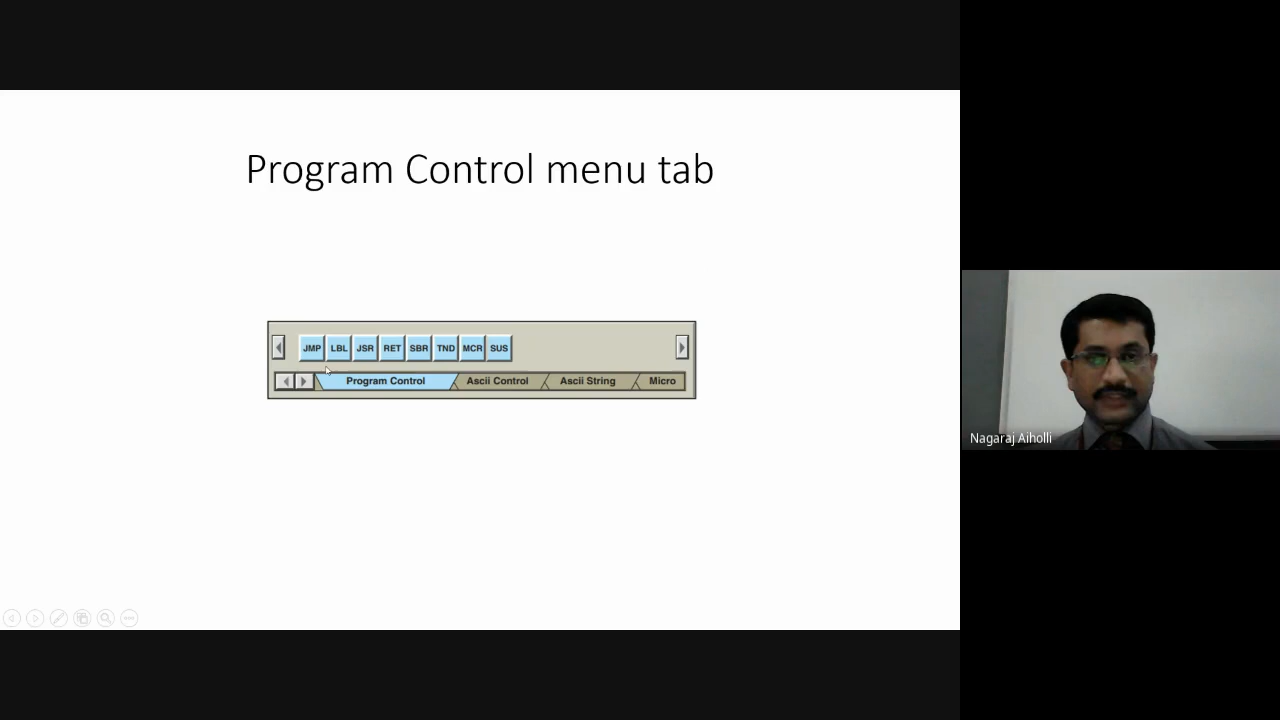 Program Control menu tab
JMP LBL JSR RET SBR TND MCR SUS
Program Control Ascii Control Ascii String Micro
Nagaraj Aiholli